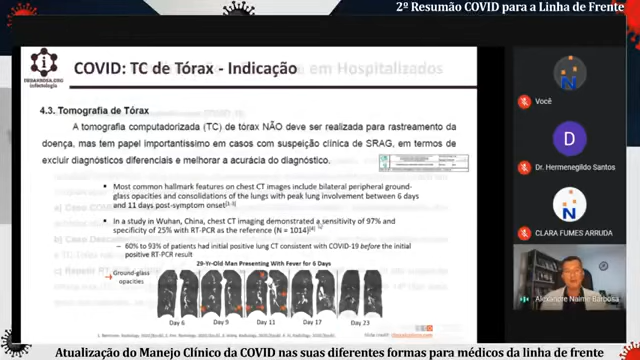 2º Resumão COVID para a Linha de Frente
COVID: TC de Tórax - Indicação
em Hospitalizados
4.3. Tomografia de Tórax
A tomografia computadorizada (TC) de tórax NÃO deve ser realizada para rastreamento da
doença, mas tem papel importantíssimo em casos com suspeição clínica de SRAG, em termos de
excluir diagnósticos diferenciais e melhorar a acurácia do diagnóstico.
Most common hallmark features on chest CT images include bilateral peripheral ground-
glass opacities and consolidations of the lungs with peak lung involvement between 6 days
and 11 days post-symptom onset
In a study in Wuhan, China, chest CT imaging demonstrated a sensitivity of 97% and
specificity of 25% with RT-PCR as the reference (N = 1014)
– 60% to 93% of patients had initial positive lung CT consistent with COVID-19 before the initial
positive RT-PCR result
29-Yr-Old Man Presenting With Fever for 6 Days
Ground-glass
opacities
Day 6
Day 9
Day 11
Day 17
Day 23
Você
D
Dr. Hermenegildo Santos
CLARA FUMES ARRUDA
Alexandre Naime Barbosa
Atualização do Manejo Clínico da COVID nas suas diferentes formas para médicos da linha de frente